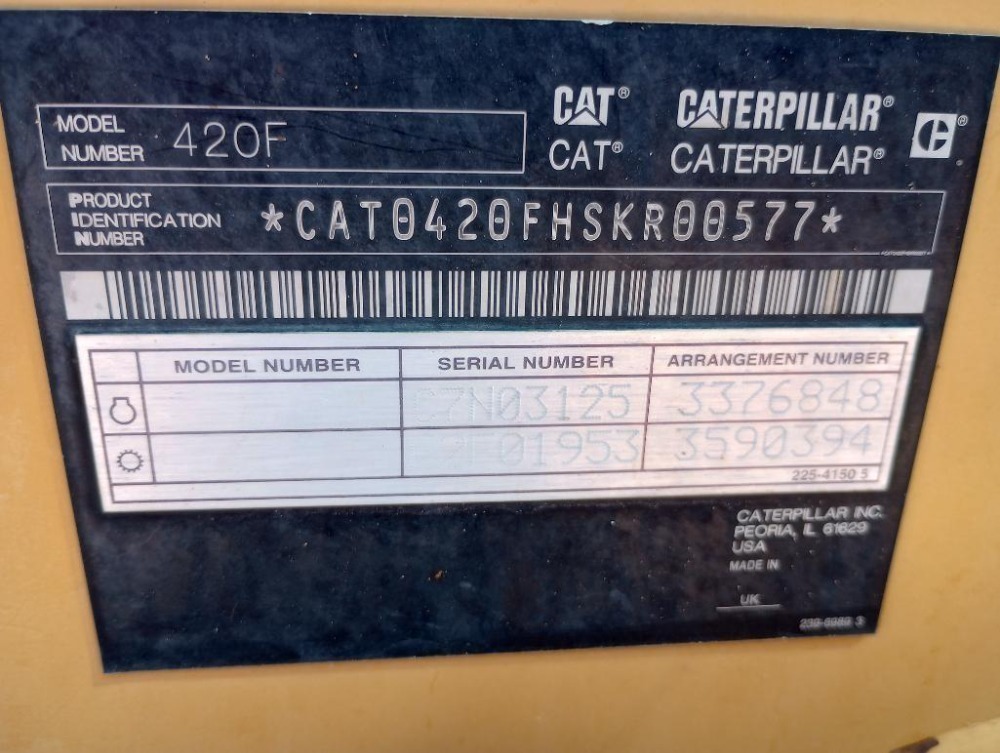 CAT® CATERPILLAR®
MODEL NUMBER 420F
CAT® CATERPILLAR®
PRODUCT IDENTIFICATION NUMBER *CAT0420FHSKR00577*
MODEL NUMBER SERIAL NUMBER ARRANGEMENT NUMBER
3376848
3590394
225-4150 5
CATERPILLAR INC.
PEORIA, IL 61629
USA
MADE IN
UK